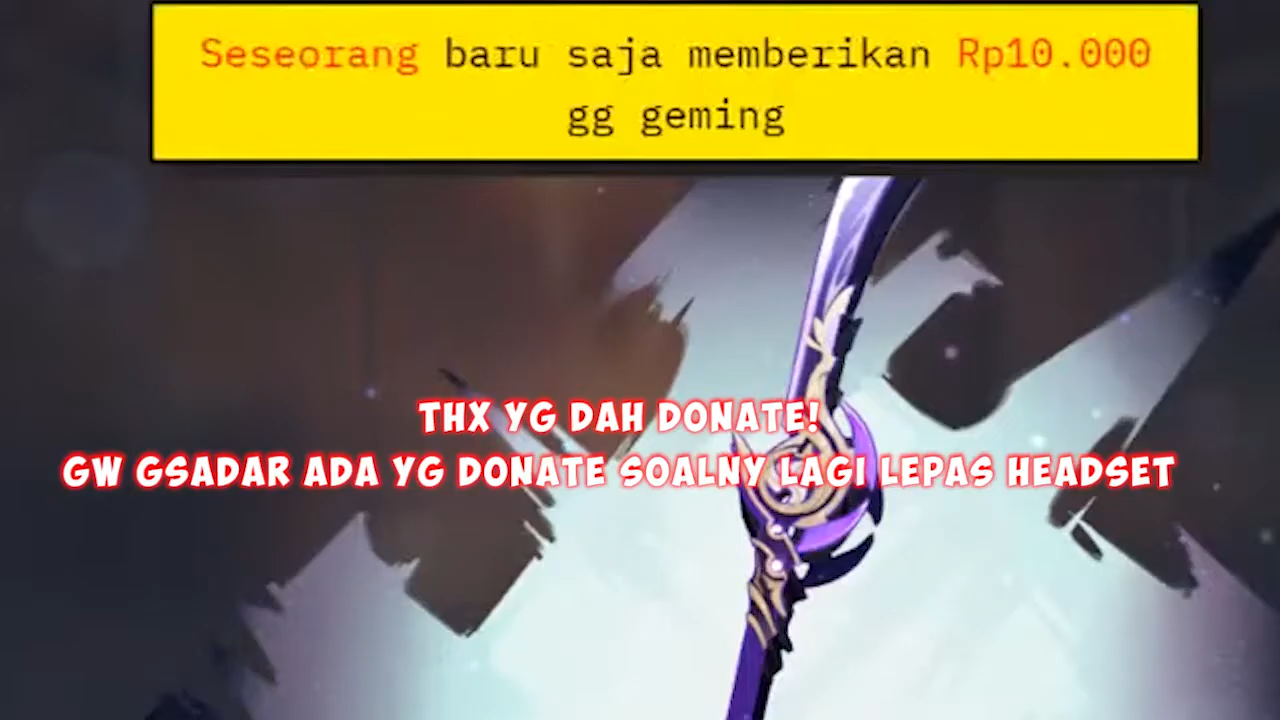 Seseorang baru saja memberikan Rp10.000
gg geming
THX YG DAH DONATE!
GW GSADAR ADA YG DONATE SOALNY LAGI LEPAS HEADSET